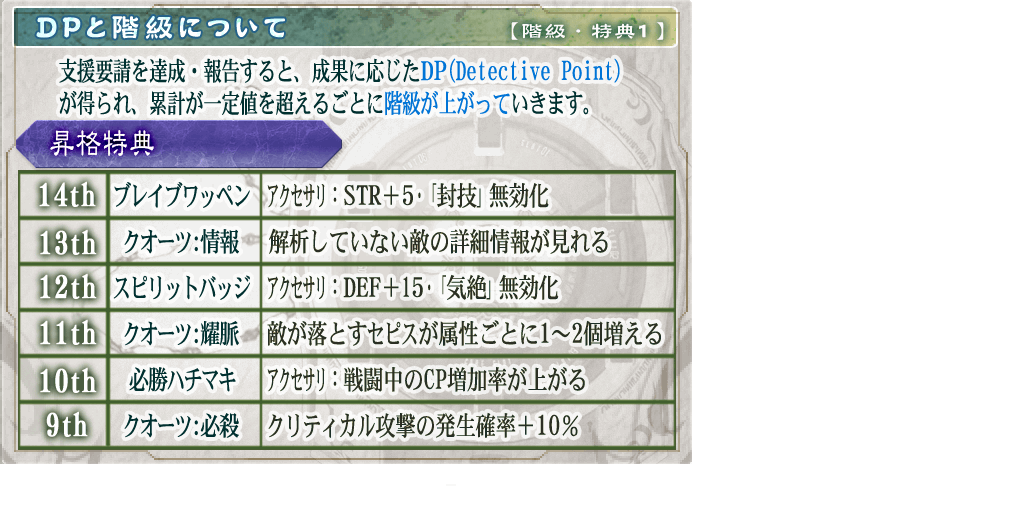 DPと階級について
【階級・特典1】
支援要請を達成・報告すると、成果に応じたDP(Detective Point)
が得られ、累計が一定値を超えるごとに階級が上がっていきます。
昇格特典
14th ブレイブワッペン アクセサリ：STR＋5・「封技」無効化
13th クオーツ:情報 解析していない敵の詳細情報が見れる
12th スピリットバッジ アクセサリ：DEF＋15・「気絶」無効化
11th クオーツ:耀脈 敵が落とすセピスが属性ごとに1～2個増える
10th 必勝ハチマキ アクセサリ：戦闘中のCP増加率が上がる
9th クオーツ:必殺 クリティカル攻撃の発生確率＋10%